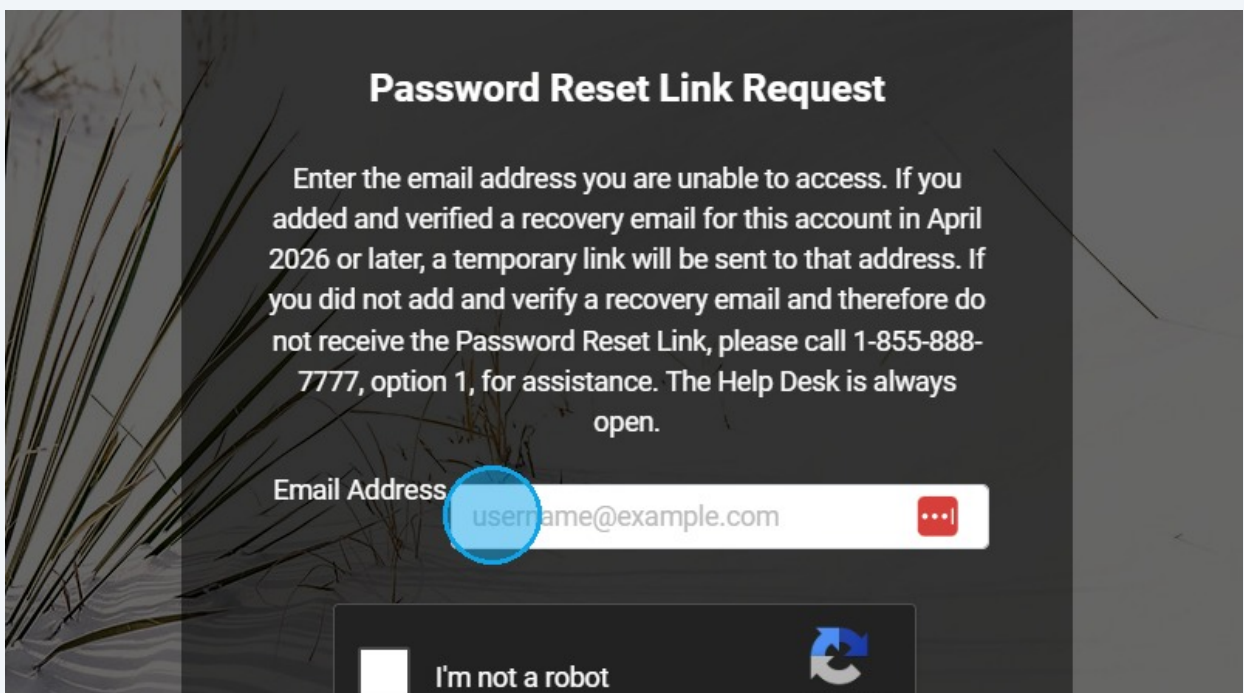 Password Reset Link Request
Enter the email address you are unable to access. If you
added and verified a recovery email for this account in April
2026 or later, a temporary link will be sent to that address. If
you did not add and verify a recovery email and therefore do
not receive the Password Reset Link, please call 1-855-888-
7777, option 1, for assistance. The Help Desk is always
open.
Email Address
username@example.com
I'm not a robot